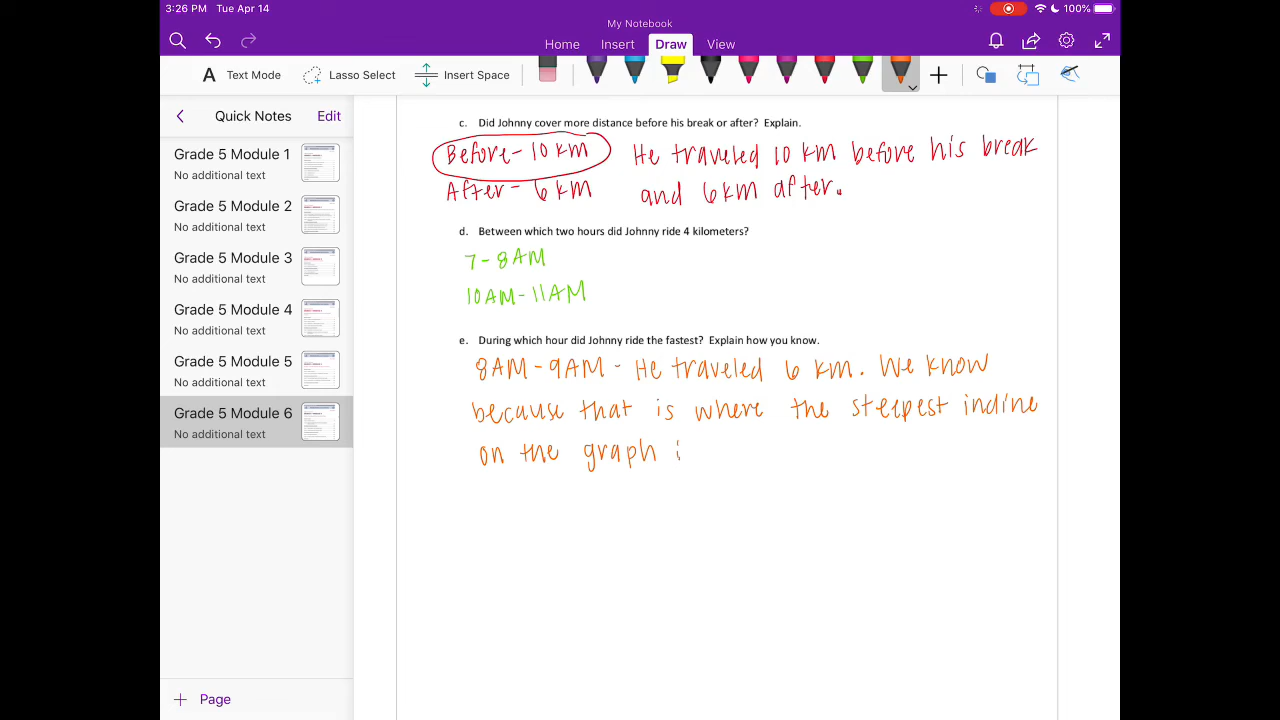 3:26 PM Tue Apr 14
100%
My Notebook
Home Insert Draw View
Text Mode Lasso Select Insert Space
Quick Notes Edit
Grade 5 Module 1
No additional text
Grade 5 Module 2
No additional text
Grade 5 Module 3
No additional text
Grade 5 Module 4
No additional text
Grade 5 Module 5
No additional text
Grade 5 Module 6
No additional text
Page
c. Did Johnny cover more distance before his break or after? Explain.
Before - 10 km He traveled 10 km before his break
After - 6 km and 6 km after.
d. Between which two hours did Johnny ride 4 kilometers?
7 - 8 AM
10AM - 11AM
e. During which hour did Johnny ride the fastest? Explain how you know.
8AM - 9AM - He traveled 6 km. We know
because that is where the steepest incline
on the graph i